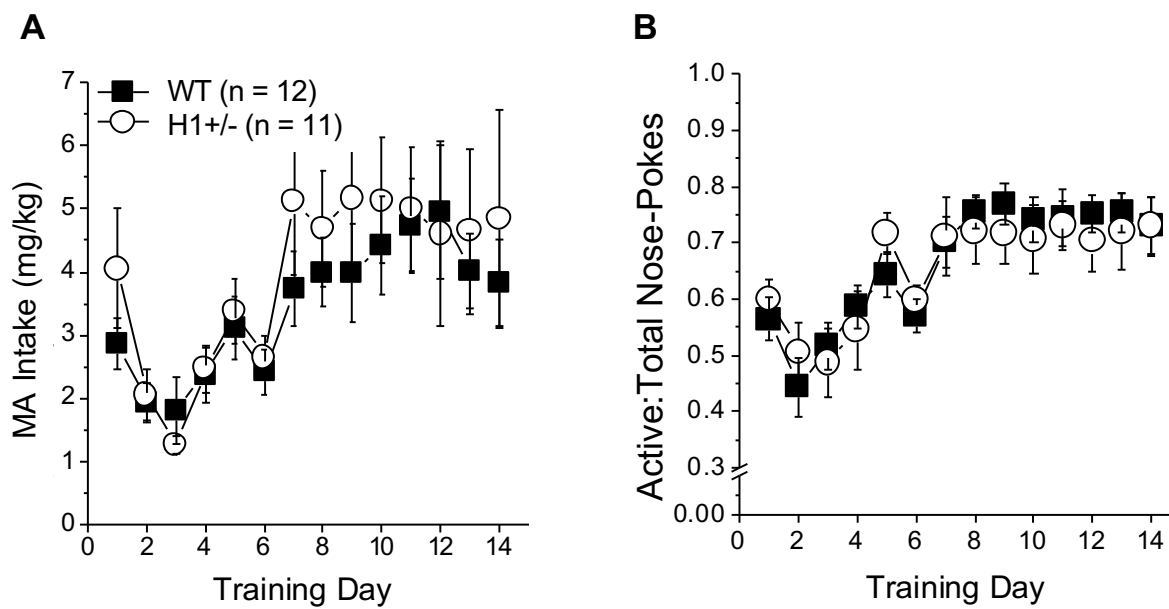 A
7
6
5
4
3
2
1
0
MA Intake (mg/kg)
WT (n = 12)
H1+/- (n = 11)
0 2 4 6 8 10 12 14
Training Day
B
1.0
0.9
0.8
0.7
0.6
0.5
0.4
0.3
0.00
Active:Total Nose-Pokes
0 2 4 6 8 10 12 14
Training Day